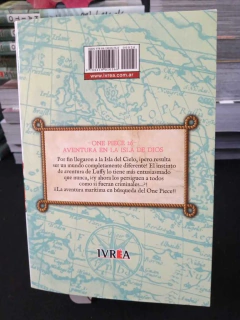 www.ivrea.com.ar
ONE PIECE 26
AVENTURA EN LA ISLA DE DIOS
Por fin llegaron a la Isla del Cielo, ¡pero resulta
ser un mundo completamente diferente! El instinto
de aventura de Luffy lo tiene más entusiasmado
que nunca, ¡¿y ahora los persiguen a todos
como si fueran criminales...?!
¡La aventura marítima en búsqueda del One Piece!!
IVREA